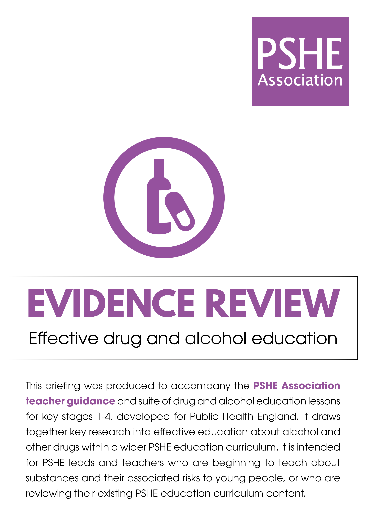 PSHE
Association
EVIDENCE REVIEW
Effective drug and alcohol education
This briefing was produced to accompany the PSHE Association
teacher guidance and suite of drug and alcohol education lessons
for key stages 1-4, developed for Public Health England. It draws
together key research into effective education about alcohol and
other drugs within a wider PSHE education curriculum. It is intended
for PSHE leads and teachers who are beginning to teach about
substances and their associated risks to young people, or who are
reviewing their existing PSHE education curriculum content.